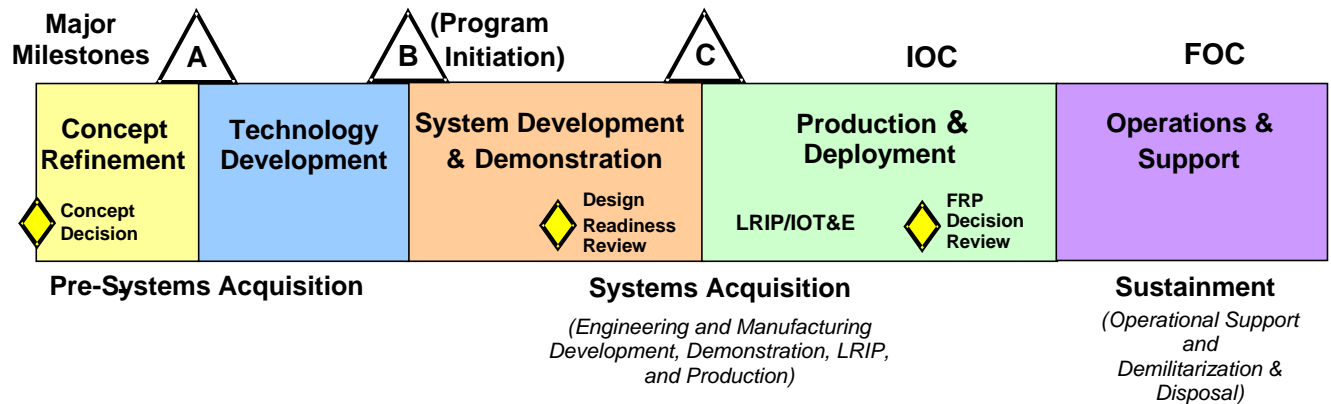 Major
Milestones
A
B
(Program
Initiation)
C
IOC
FOC
Concept
Refinement
Concept
Decision
Technology
Development
System Development
& Demonstration
Design
Readiness
Review
Production &
Deployment
LRIP/IOT&E
FRP
Decision
Review
Operations &
Support
Pre-Systems Acquisition
Systems Acquisition
(Engineering and Manufacturing
Development, Demonstration, LRIP,
and Production)
Sustainment
(Operational Support
and
Demilitarization &
Disposal)